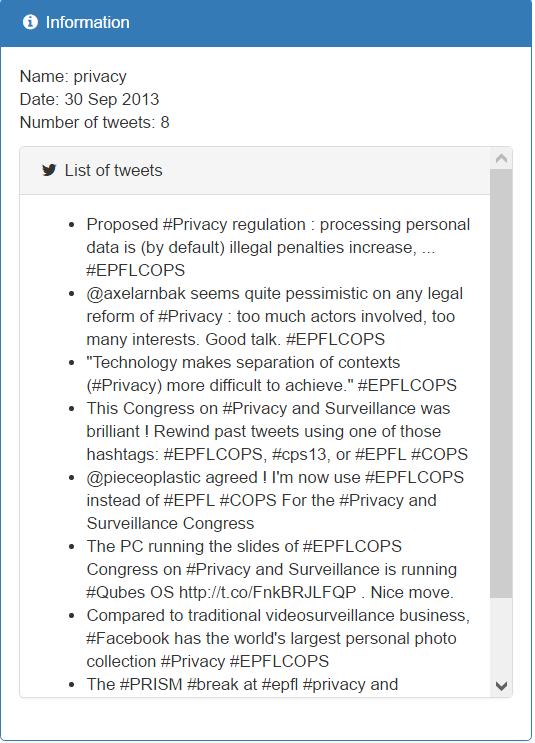 Information
Name: privacy
Date: 30 Sep 2013
Number of tweets: 8
List of tweets
Proposed #Privacy regulation : processing personal
data is (by default) illegal penalties increase, ...
#EPFLCOPS
@axelarnbak seems quite pessimistic on any legal
reform of #Privacy : too much actors involved, too
many interests. Good talk. #EPFLCOPS
"Technology makes separation of contexts
(#Privacy) more difficult to achieve." #EPFLCOPS
This Congress on #Privacy and Surveillance was
brilliant ! Rewind past tweets using one of those
hashtags: #EPFLCOPS, #cps13, or #EPFL #COPS
@pieceoplastic agreed ! I'm now use #EPFLCOPS
instead of #EPFL #COPS For the #Privacy and
Surveillance Congress
The PC running the slides of #EPFLCOPS
Congress on #Privacy and Surveillance is running
#Qubes OS http://t.co/FnkBRJLFQP . Nice move.
Compared to traditional videosurveillance business,
#Facebook has the world's largest personal photo
collection #Privacy #EPFLCOPS
The #PRISM #break at #epfl #privacy and